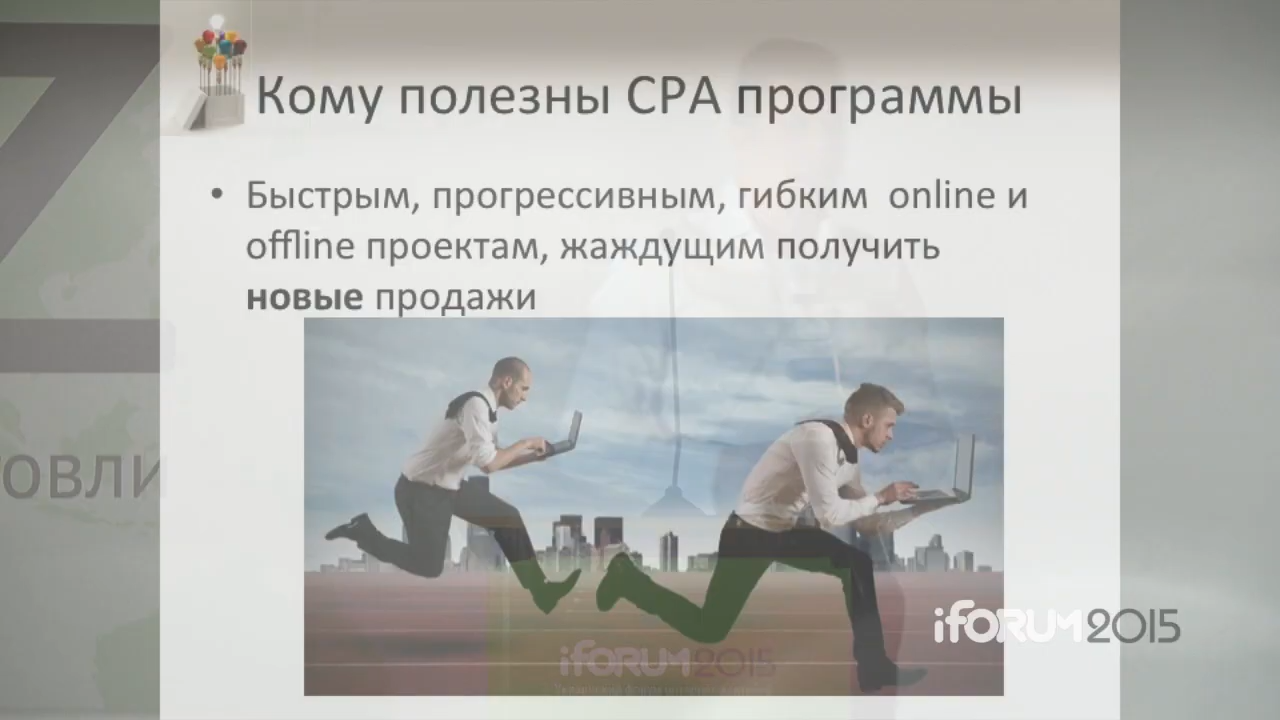 Кому полезны CPA программы
• Быстрым, прогрессивным, гибким online и
offline проектам, жаждущим получить
новые продажи
овли
iFORUM2015
iFORUM2015